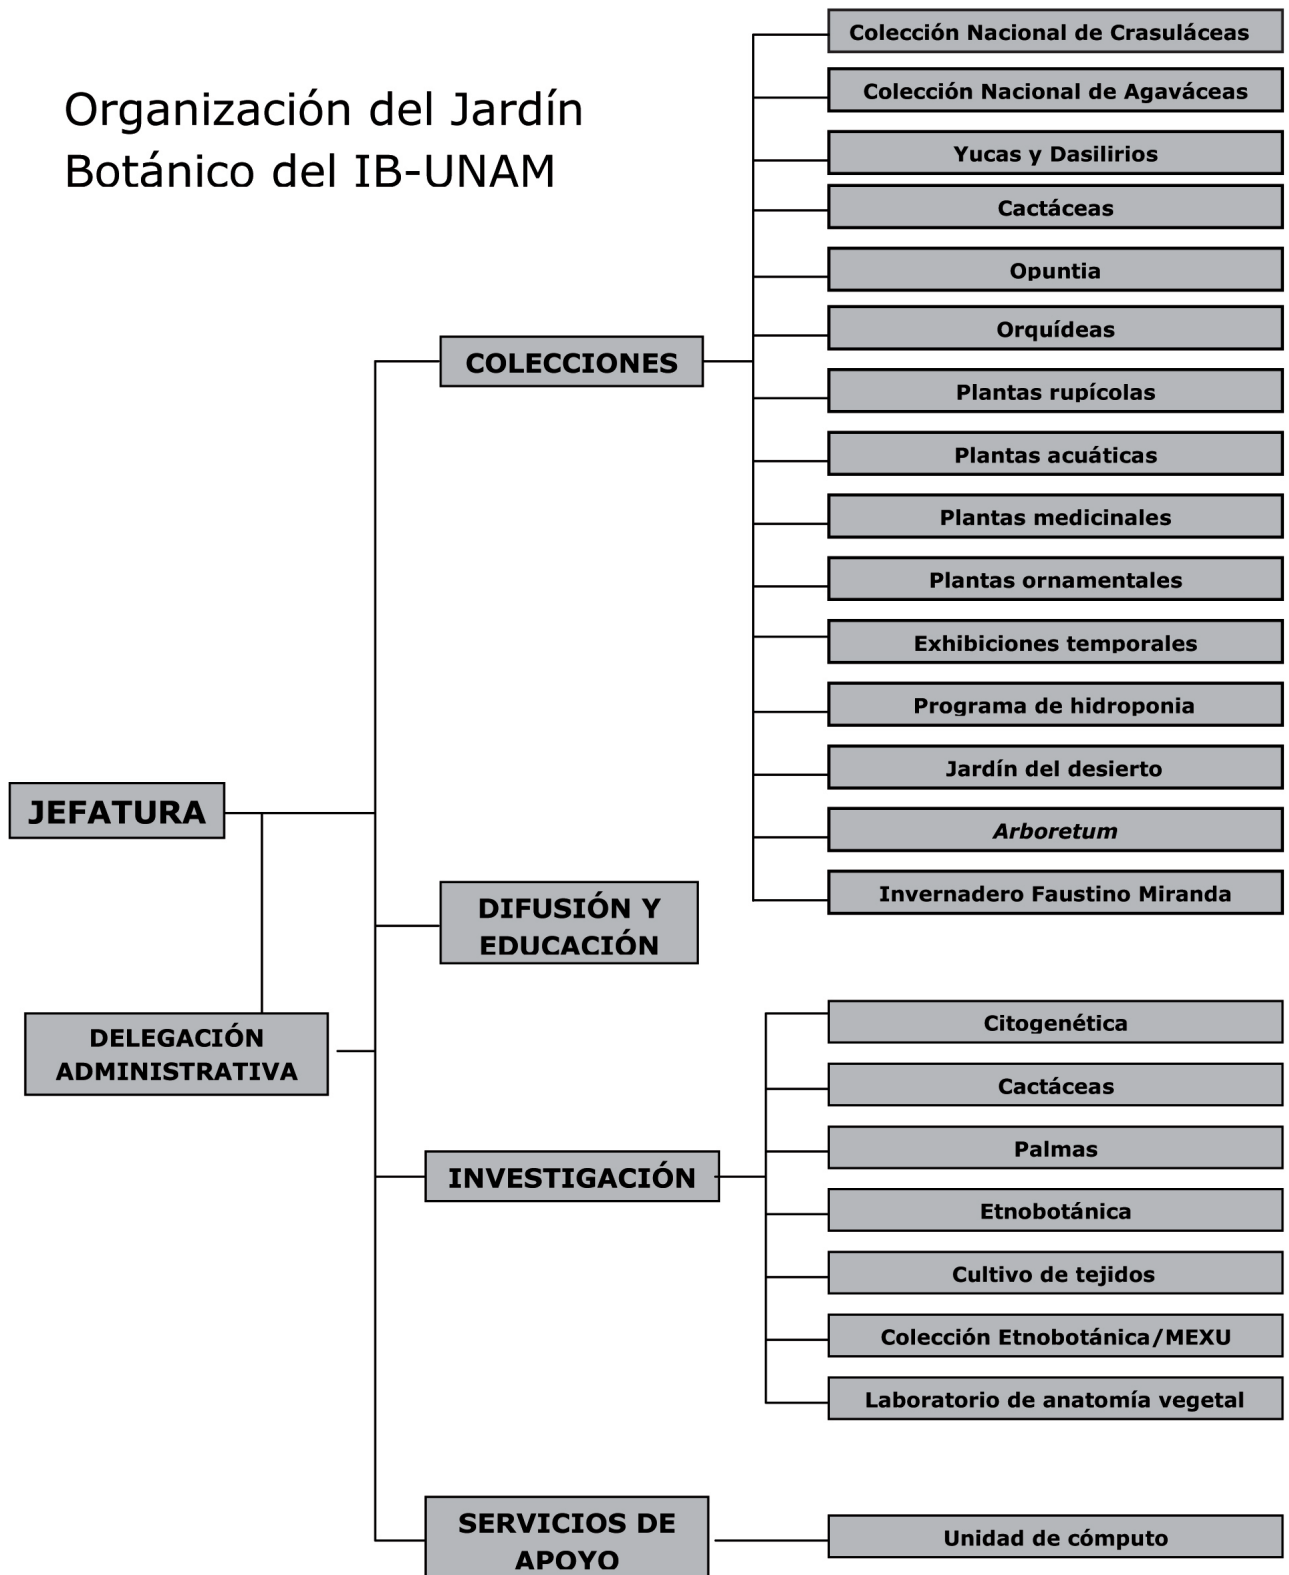 Organización del Jardín
Botánico del IB-UNAM
JEFATURA
DELEGACIÓN
ADMINISTRATIVA
COLECCIONES
Colección Nacional de Crasuláceas
Colección Nacional de Agaváceas
Yucas y Dasilirios
Cactáceas
Opuntia
Orquídeas
Plantas rupícolas
Plantas acuáticas
Plantas medicinales
Plantas ornamentales
Exhibiciones temporales
Programa de hidroponia
Jardín del desierto
Arboretum
Invernadero Faustino Miranda
DIFUSIÓN Y
EDUCACIÓN
INVESTIGACIÓN
Citogenética
Cactáceas
Palmas
Etnobotánica
Cultivo de tejidos
Colección Etnobotánica/MEXU
Laboratorio de anatomía vegetal
SERVICIOS DE
APOYO
Unidad de cómputo